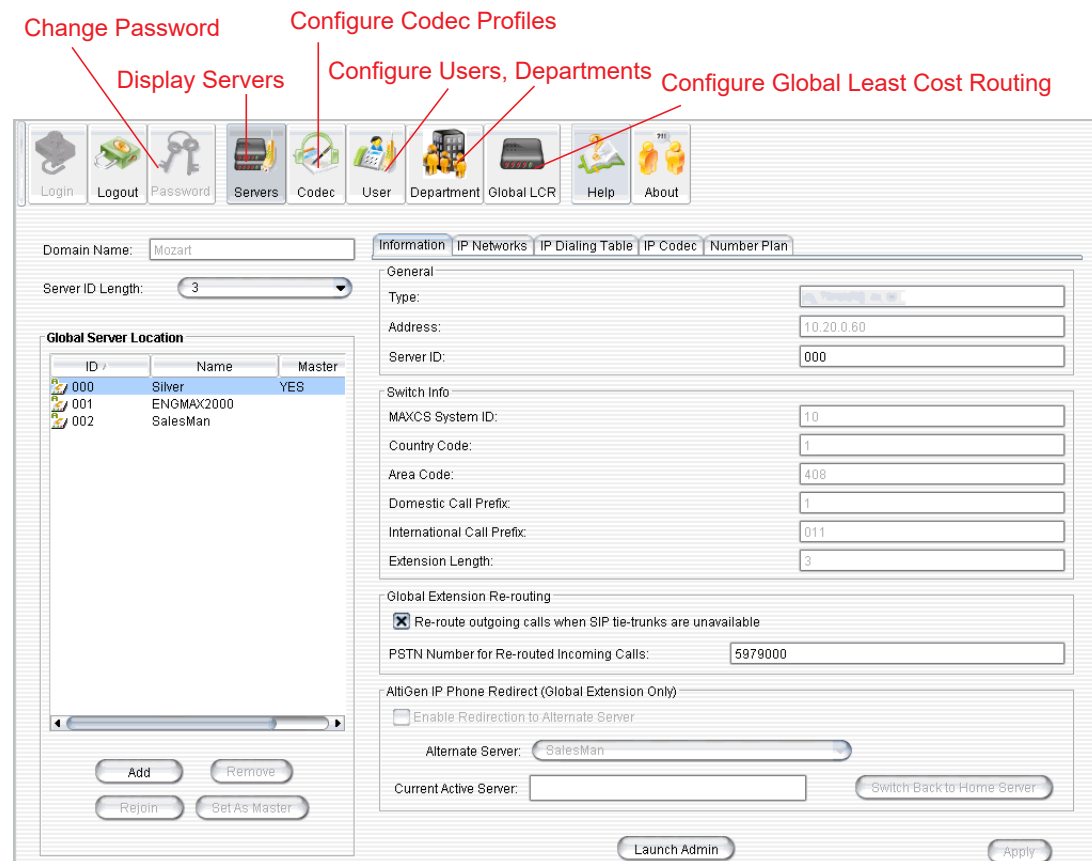 Change Password
Configure Codec Profiles
Display Servers
Configure Users, Departments
Configure Global Least Cost Routing
?!!
Login Logout Password Servers Codec User Department Global LCR Help About
Domain Name: Mozart
Server ID Length: 3
Global Server Location
ID Name Master
000 Silver YES
001 ENGMAX2000
002 SalesMan
Add Remove
Rejoin Set As Master
Information IP Networks IP Dialing Table IP Codec Number Plan
General
Type:
Address: 10.20.0.60
Server ID: 000
Switch Info
MAXCS System ID: 10
Country Code: 1
Area Code: 408
Domestic Call Prefix: 1
International Call Prefix: 011
Extension Length: 3
Global Extension Re-routing
Re-route outgoing calls when SIP tie-trunks are unavailable
PSTN Number for Re-routed Incoming Calls: 5979000
AltiGen IP Phone Redirect (Global Extension Only)
Enable Redirection to Alternate Server
Alternate Server: SalesMan
Current Active Server: Switch Back to Home Server
Launch Admin Apply